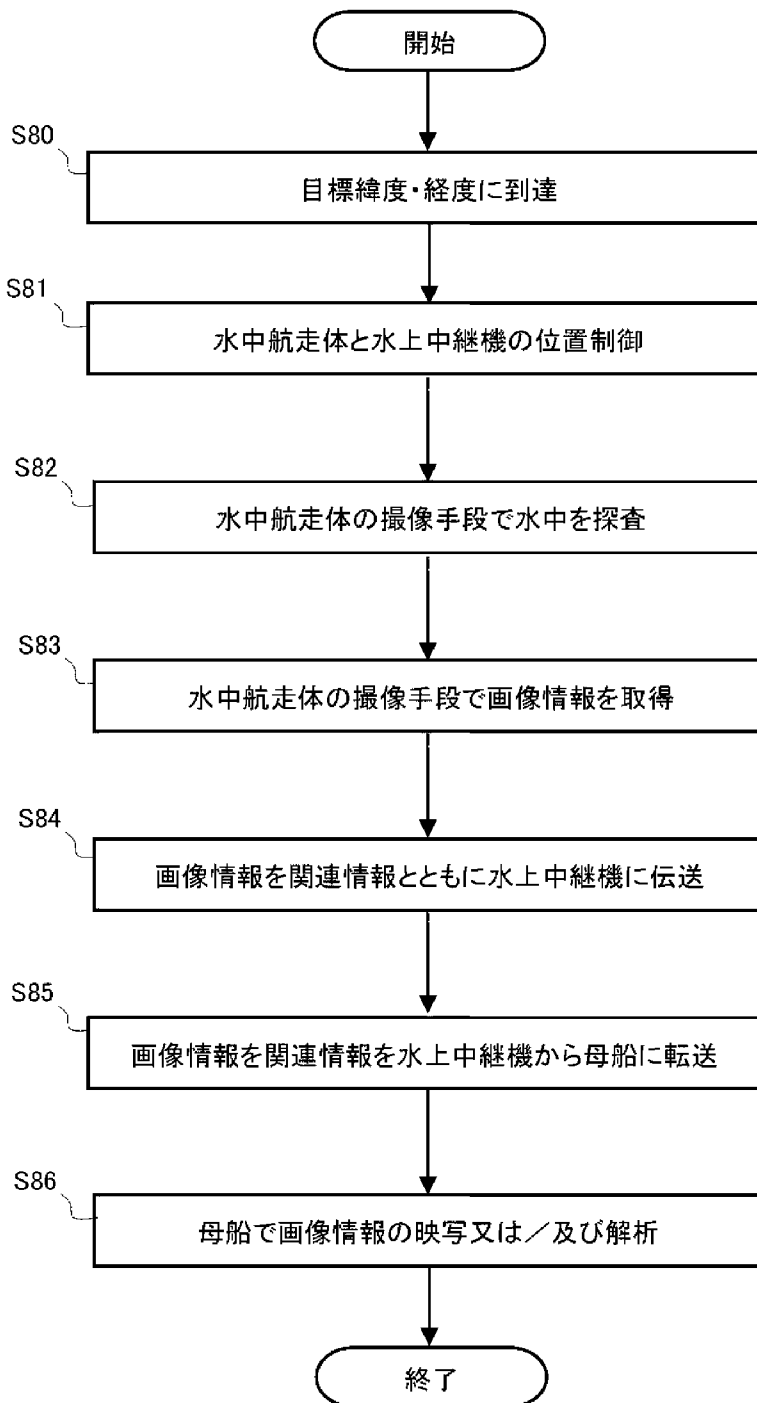 開始
S80
目標緯度・経度に到達
S81
水中航走体と水上中継機の位置制御
S82
水中航走体の撮像手段で水中を探査
S83
水中航走体の撮像手段で画像情報を取得
S84
画像情報を関連情報とともに水上中継機に伝送
S85
画像情報を関連情報を水上中継機から母船に転送
S86
母船で画像情報の映写又は／及び解析
終了